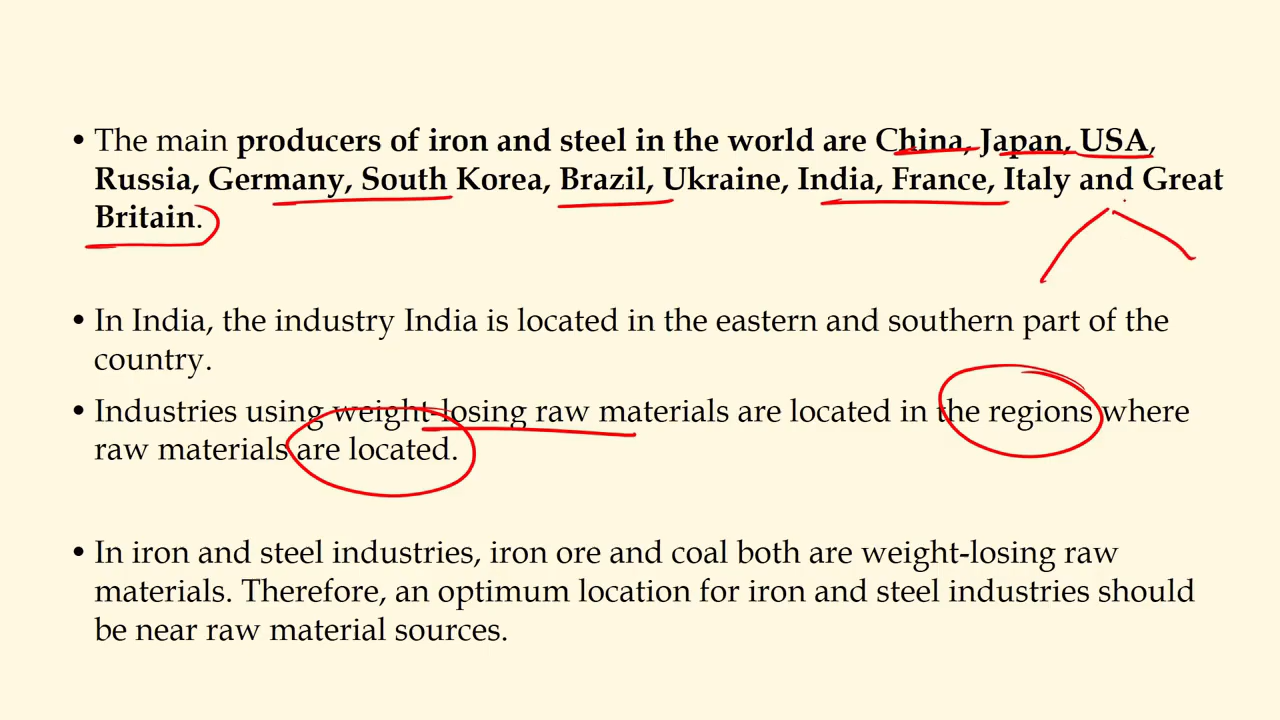 • The main producers of iron and steel in the world are China, Japan, USA,
Russia, Germany, South Korea, Brazil, Ukraine, India, France, Italy and Great
Britain.
• In India, the industry India is located in the eastern and southern part of the
country.
• Industries using weight-losing raw materials are located in the regions where
raw materials are located.
• In iron and steel industries, iron ore and coal both are weight-losing raw
materials. Therefore, an optimum location for iron and steel industries should
be near raw material sources.